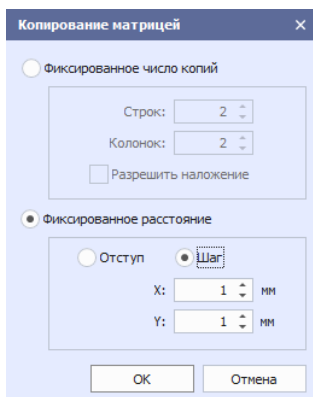 Копирование матрицей
Фиксированное число копий
Строк: 2
Колонок: 2
Разрешить наложение
Фиксированное расстояние
Отступ Шаг
X: 1 мм
Y: 1 мм
ОК Отмена